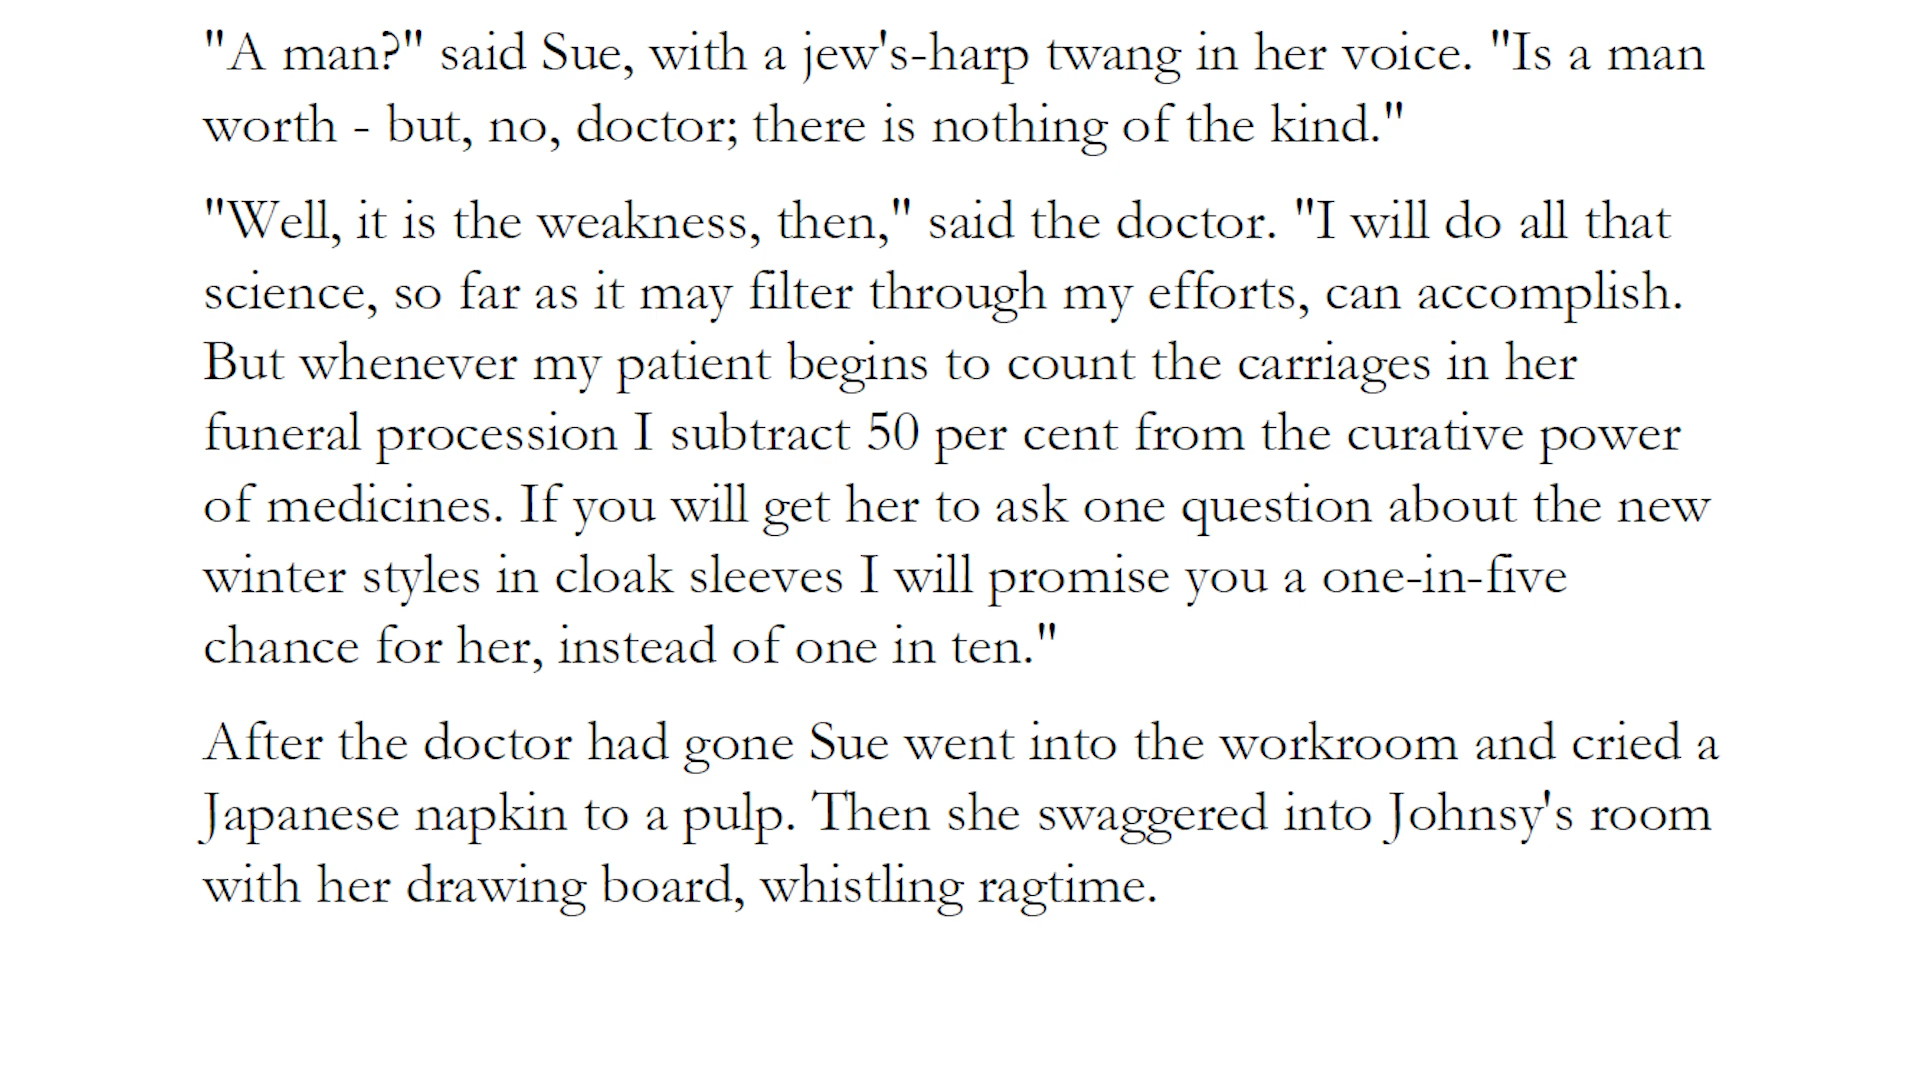 "A man?" said Sue, with a jew's-harp twang in her voice. "Is a man
worth - but, no, doctor; there is nothing of the kind."
"Well, it is the weakness, then," said the doctor. "I will do all that
science, so far as it may filter through my efforts, can accomplish.
But whenever my patient begins to count the carriages in her
funeral procession I subtract 50 per cent from the curative power
of medicines. If you will get her to ask one question about the new
winter styles in cloak sleeves I will promise you a one-in-five
chance for her, instead of one in ten."
After the doctor had gone Sue went into the workroom and cried a
Japanese napkin to a pulp. Then she swaggered into Johnsy's room
with her drawing board, whistling ragtime.